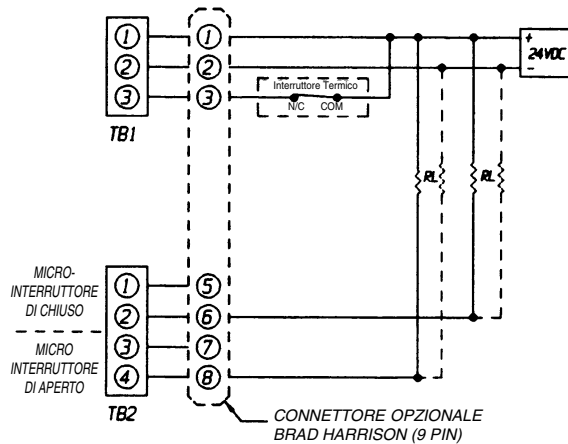 1 1 +
24VDC
2 2 -
Interruttore Termico
3 3 N/C COM
TB1
RL RL
MICRO-
INTERRUTTORE
DI CHIUSO
1 5
2 6
MICRO
INTERRUTTORE
DI APERTO
3 7
4 8
TB2
CONNETTORE OPZIONALE
BRAD HARRISON (9 PIN)